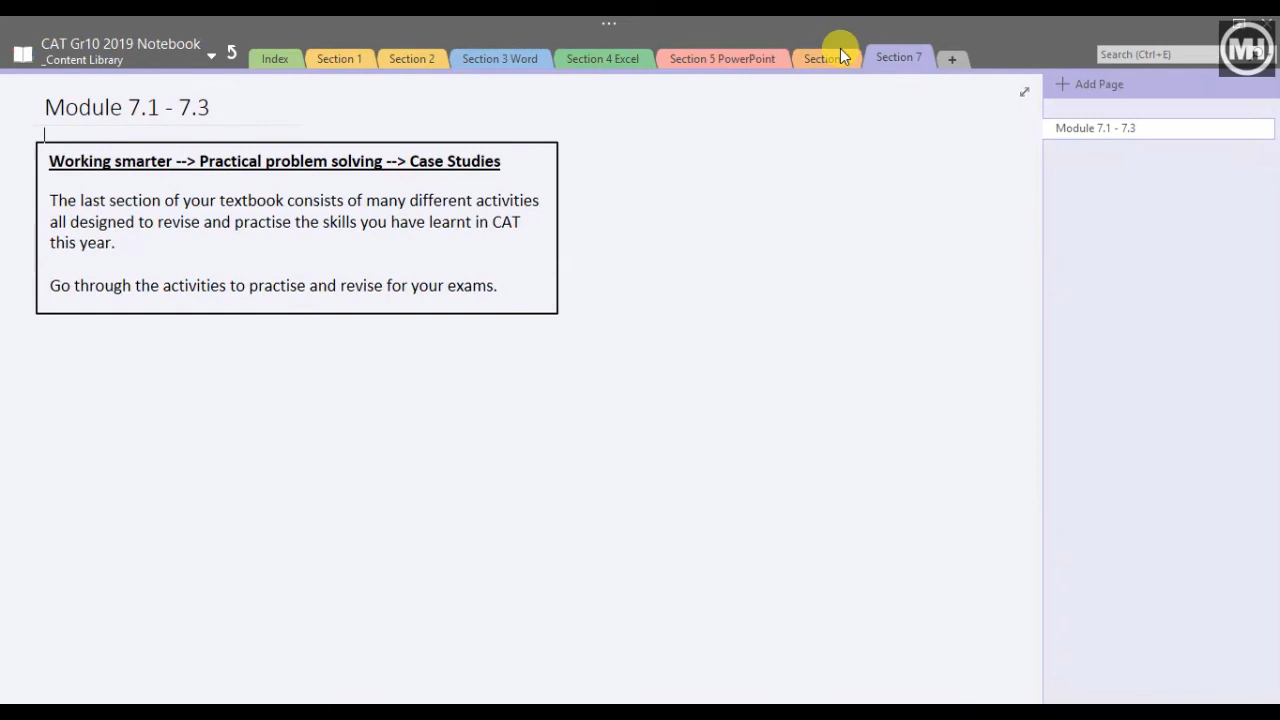 CAT Gr10 2019 Notebook
_Content Library
Index
Section 1
Section 2
Section 3 Word
Section 4 Excel
Section 5 PowerPoint
Section 7
Search (Ctrl+E)
Module 7.1 - 7.3
Add Page
Module 7.1 - 7.3
Working smarter --> Practical problem solving --> Case Studies
The last section of your textbook consists of many different activities
all designed to revise and practise the skills you have learnt in CAT
this year.
Go through the activities to practise and revise for your exams.